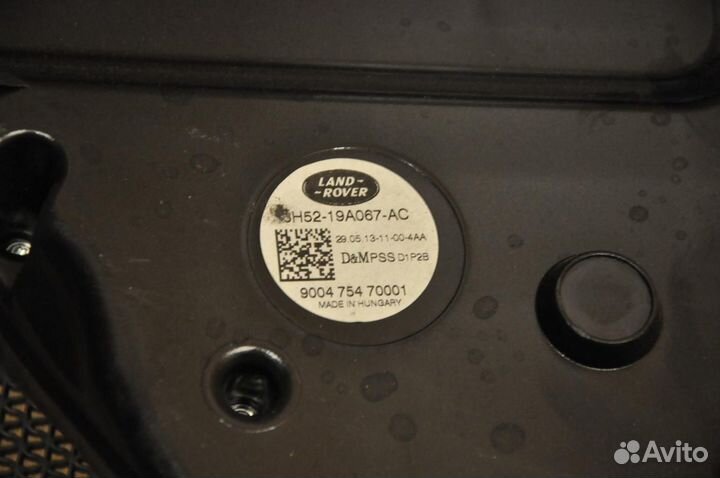 LAND-
-ROVER
H52-19A067-AC
29.05.13-11-00-4AA
D&MPSS D1P2B
9004 754 70001
MADE IN HUNGARY
Avito